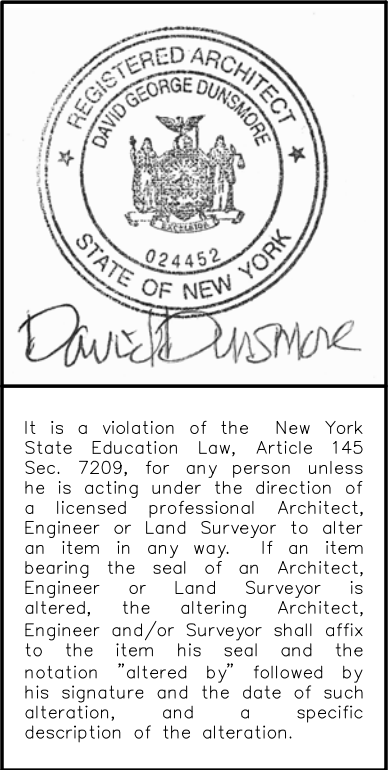 REGISTERED ARCHITECT
DAVID GEORGE DUNSMORE
EXCELSIOR
024452
STATE OF NEW YORK
David Dunsmore
It is a violation of the New York
State Education Law, Article 145
Sec. 7209, for any person unless
he is acting under the direction of
a licensed professional Architect,
Engineer or Land Surveyor to alter
an item in any way. If an item
bearing the seal of an Architect,
Engineer or Land Surveyor is
altered, the altering Architect,
Engineer and/or Surveyor shall affix
to the item his seal and the
notation "altered by" followed by
his signature and the date of such
alteration, and a specific
description of the alteration.